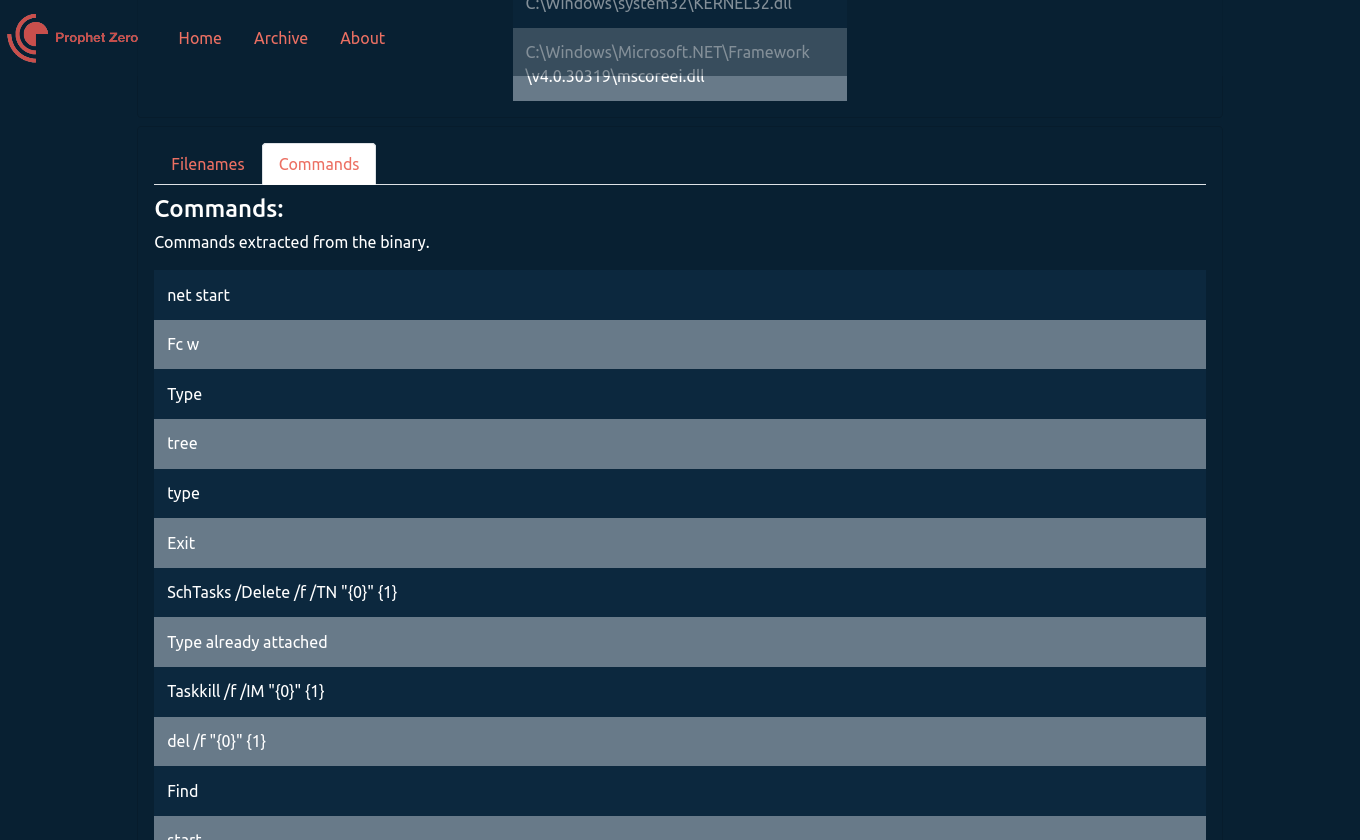 C:\Windows\system32\KERNEL32.dll
Prophet Zero
Home
Archive
About
C:\Windows\Microsoft.NET\Framework
\v4.0.30319\mscoreei.dll
Filenames
Commands
Commands:
Commands extracted from the binary.
net start
Fc w
Type
tree
type
Exit
SchTasks /Delete /f /TN "{0}" {1}
Type already attached
Taskkill /f /IM "{0}" {1}
del /f "{0}" {1}
Find
start